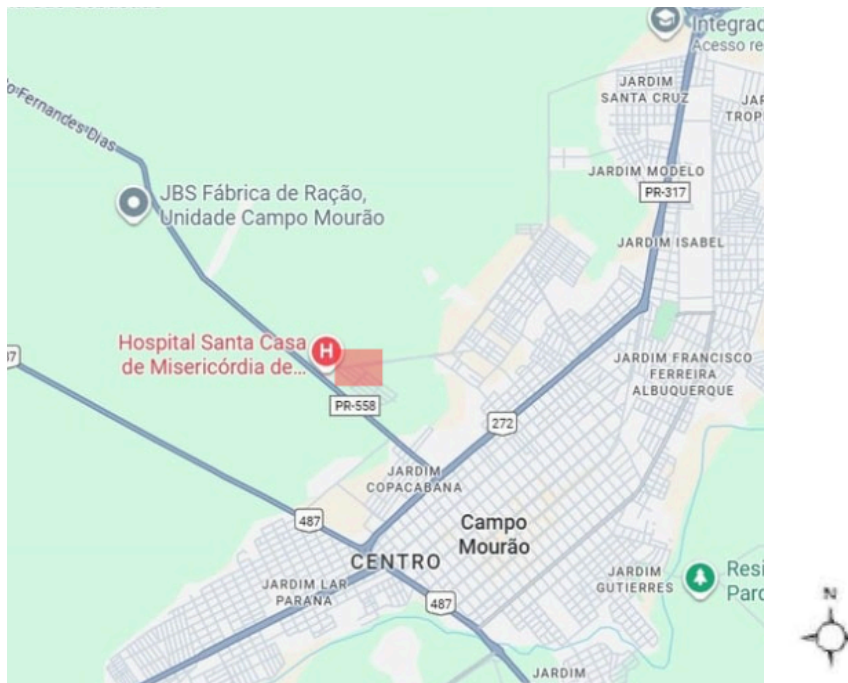 Integrad
Acesso re
JARDIM
SANTA CRUZ
JAR
TROP
o Fernandes Dias
JARDIM MODELO
PR-317
JBS Fábrica de Ração,
Unidade Campo Mourão
JARDIM ISABEL
Hospital Santa Casa
de Misericórdia de...
JARDIM FRANCISCO
FERREIRA
ALBUQUERQUE
PR-558
272
JARDIM
COPACABANA
487
Campo
Mourão
CENTRO
JARDIM LAR
PARANA
JARDIM
GUTIERRES
Resi
Parq
487
JARDIM
N